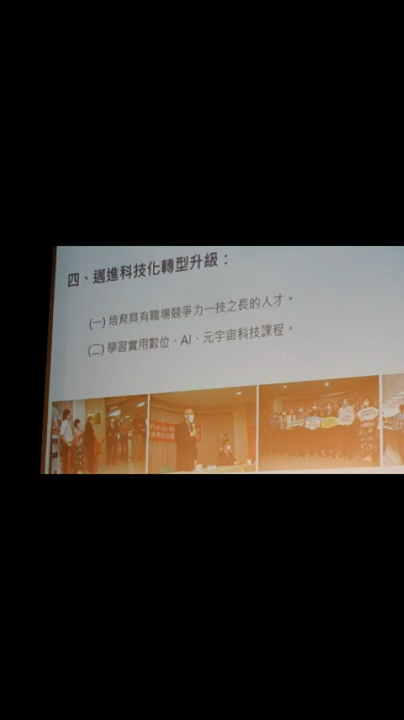 四、邁進科技化轉型升級：
(一) 培育具有職場競爭力一技之長的人才。
(二) 學習實用數位、AI、元宇宙科技課程。